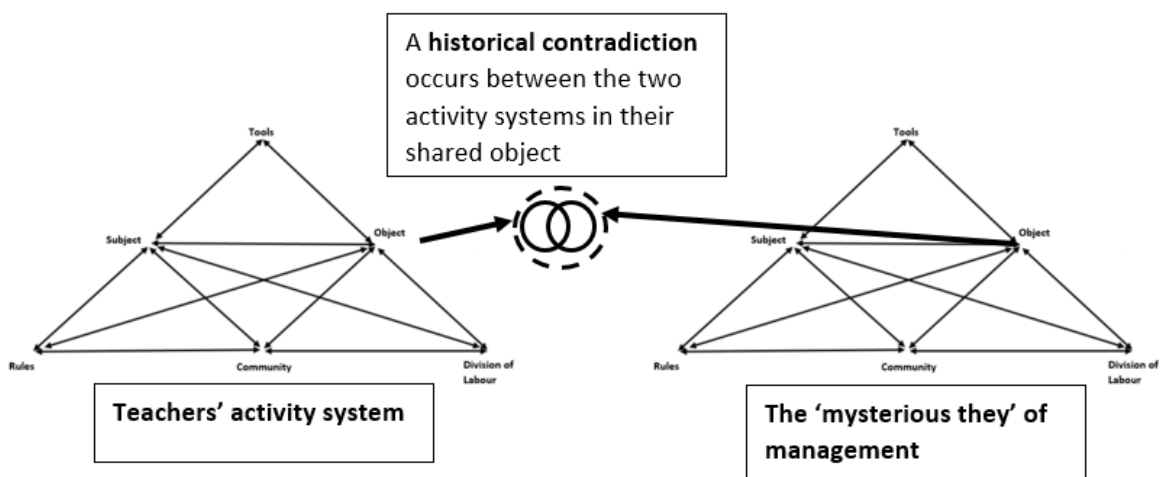 A historical contradiction
occurs between the two
activity systems in their
shared object
Tools
Subject
Object
Rules
Community
Division of
Labour
Teachers’ activity system
Tools
Subject
Object
Rules
Community
Division of
Labour
The ‘mysterious they’ of
management